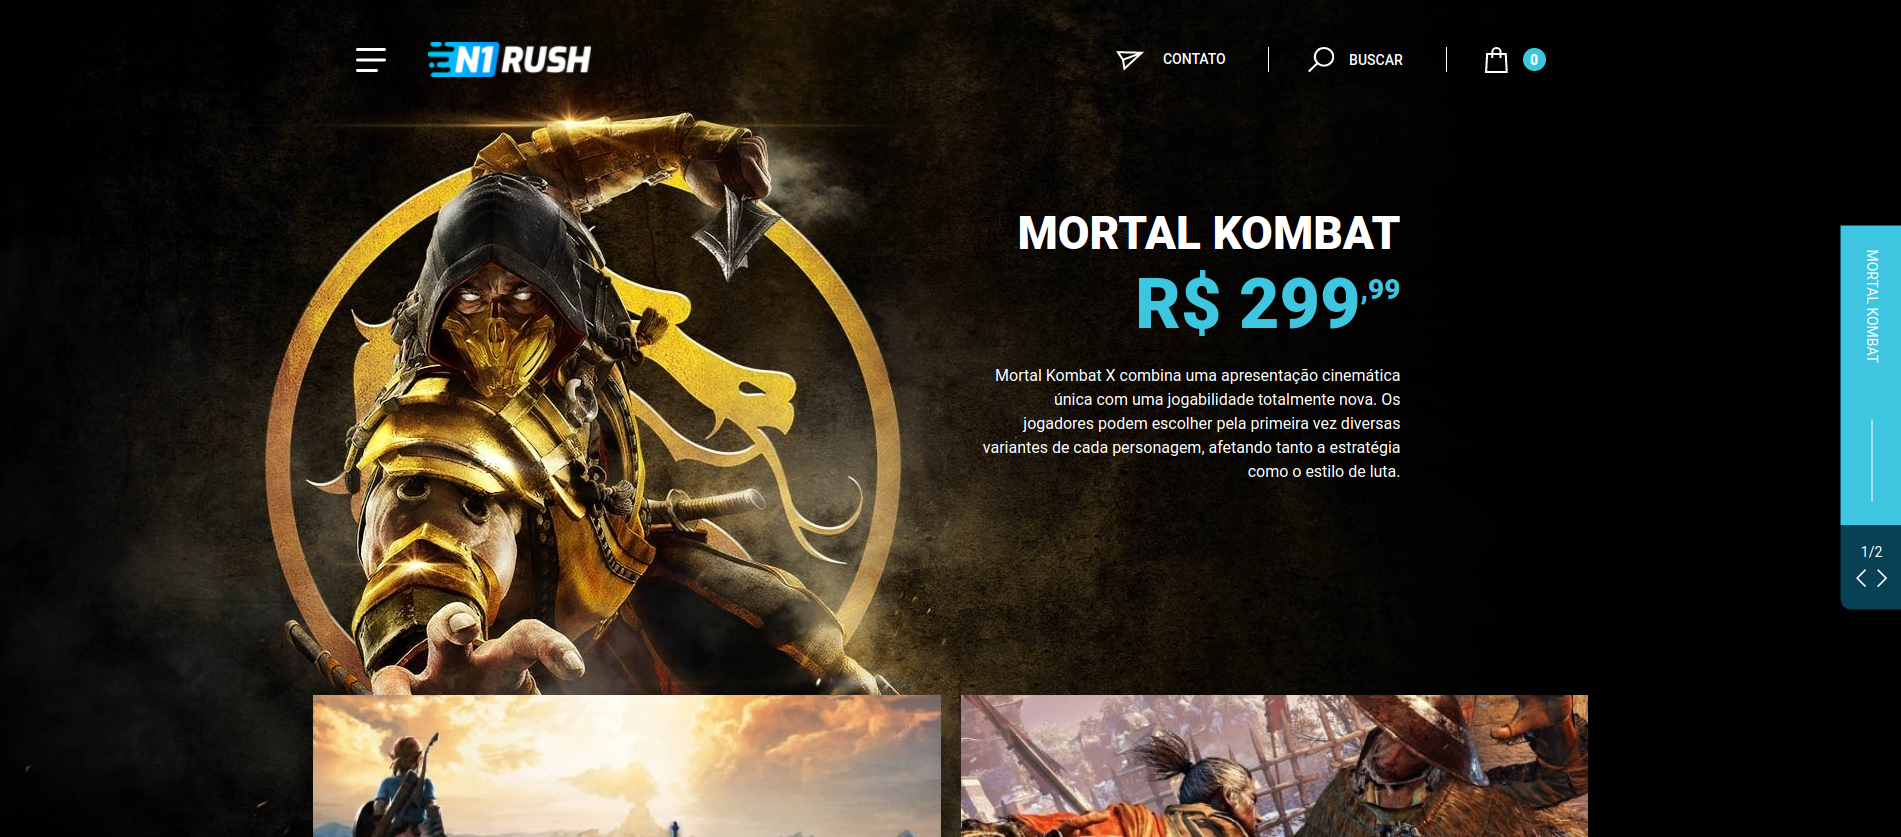 N1 RUSH
CONTATO
BUSCAR
0
MORTAL KOMBAT
R$ 299,99
Mortal Kombat X combina uma apresentação cinemática
única com uma jogabilidade totalmente nova. Os
jogadores podem escolher pela primeira vez diversas
variantes de cada personagem, afetando tanto a estratégia
como o estilo de luta.
MORTAL KOMBAT
1/2